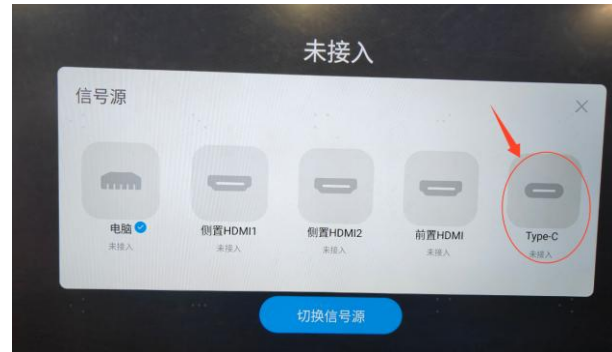 未接入
信号源
电脑
未接入
侧置HDMI1
未接入
侧置HDMI2
未接入
前置HDMI
未接入
Type-C
未接入
切换信号源